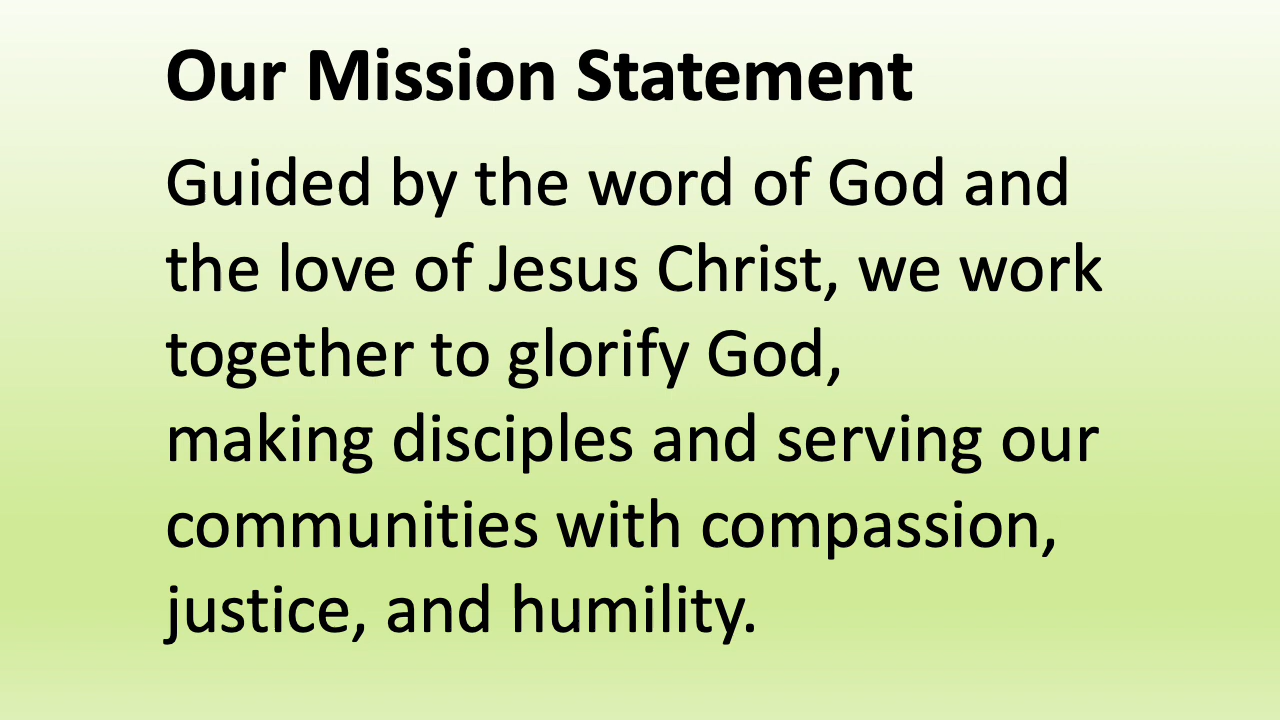 Our Mission Statement
Guided by the word of God and
the love of Jesus Christ, we work
together to glorify God,
making disciples and serving our
communities with compassion,
justice, and humility.